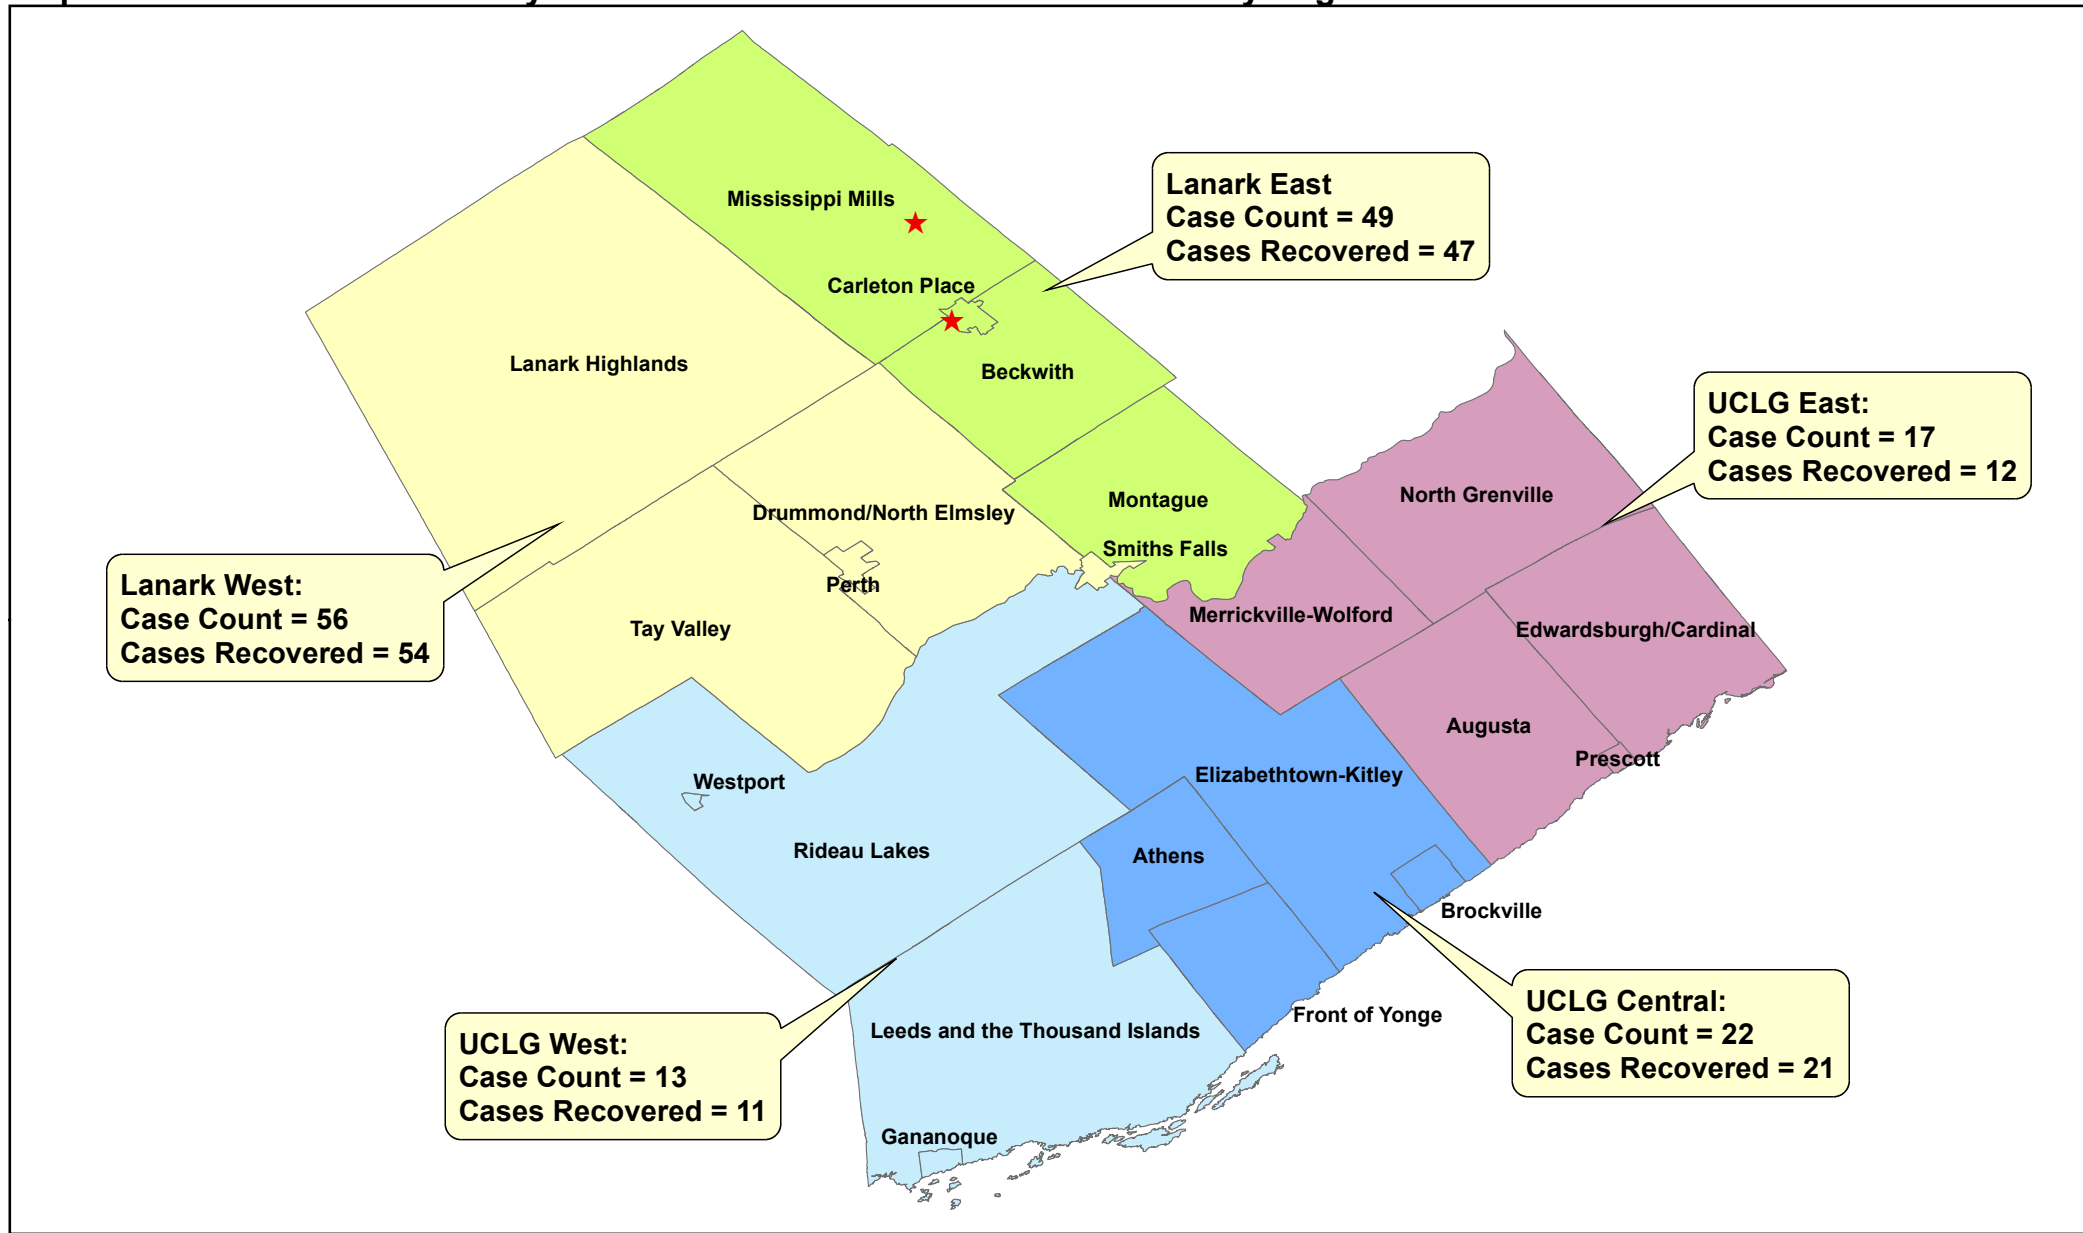 Mississippi Mills
Lanark East
Case Count = 49
Cases Recovered = 47
Carleton Place
Lanark Highlands
Beckwith
UCLG East:
Case Count = 17
Cases Recovered = 12
North Grenville
Montague
Drummond/North Elmsley
Smiths Falls
Perth
Lanark West:
Case Count = 56
Cases Recovered = 54
Tay Valley
Merrickville-Wolford
Edwardsburgh/Cardinal
Augusta
Prescott
Westport
Elizabethtown-Kitley
Rideau Lakes
Athens
Brockville
UCLG Central:
Case Count = 22
Cases Recovered = 21
Front of Yonge
Leeds and the Thousand Islands
UCLG West:
Case Count = 13
Cases Recovered = 11
Gananoque